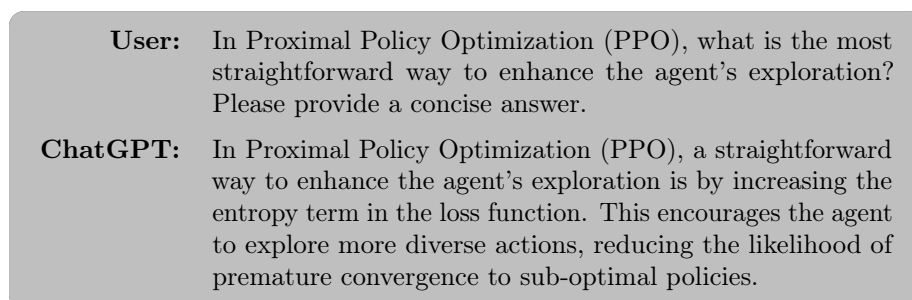 User: In Proximal Policy Optimization (PPO), what is the most
straightforward way to enhance the agent's exploration?
Please provide a concise answer.
ChatGPT: In Proximal Policy Optimization (PPO), a straightforward
way to enhance the agent's exploration is by increasing the
entropy term in the loss function. This encourages the agent
to explore more diverse actions, reducing the likelihood of
premature convergence to sub-optimal policies.